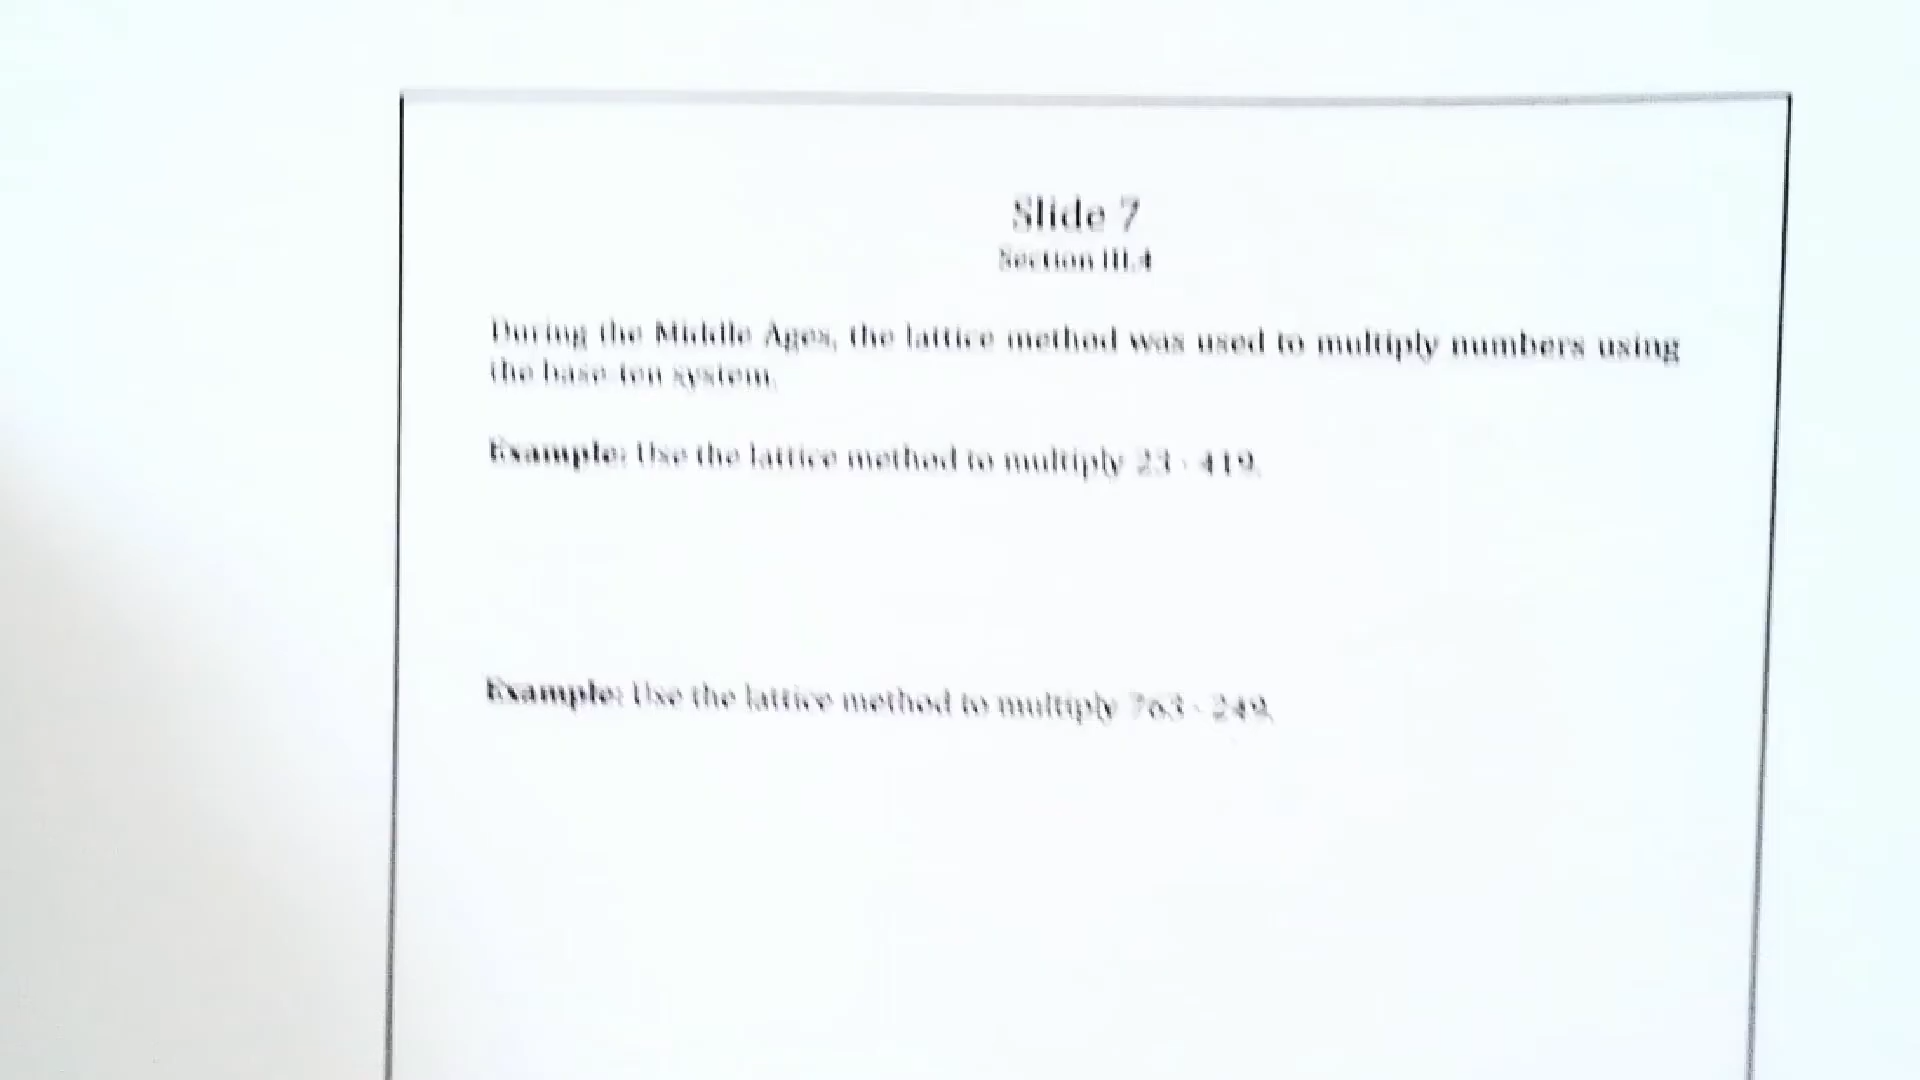 Slide 7
Section III.4
During the Middle Ages, the lattice method was used to multiply numbers using
the base-ten system.
Example: Use the lattice method to multiply 23 · 419.
Example: Use the lattice method to multiply 763 · 249.